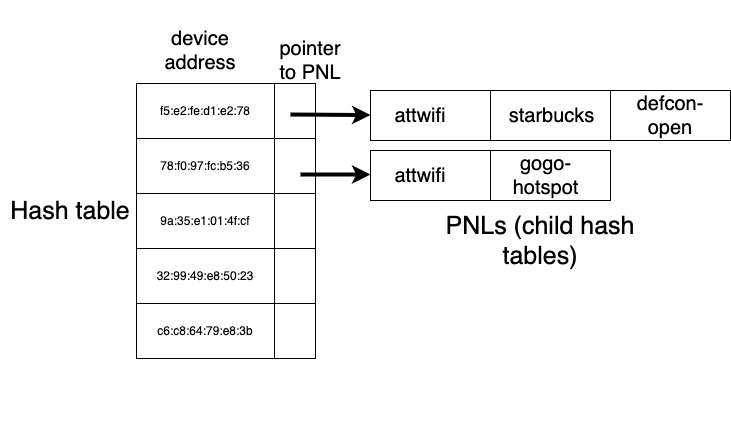 device
address
pointer
to PNL
f5:e2:fe:d1:e2:78
attwifi
starbucks
defcon-
open
78:f0:97:fc:b5:36
attwifi
gogo-
hotspot
Hash table
9a:35:e1:01:4f:cf
PNLs (child hash
tables)
32:99:49:e8:50:23
c6:c8:64:79:e8:3b